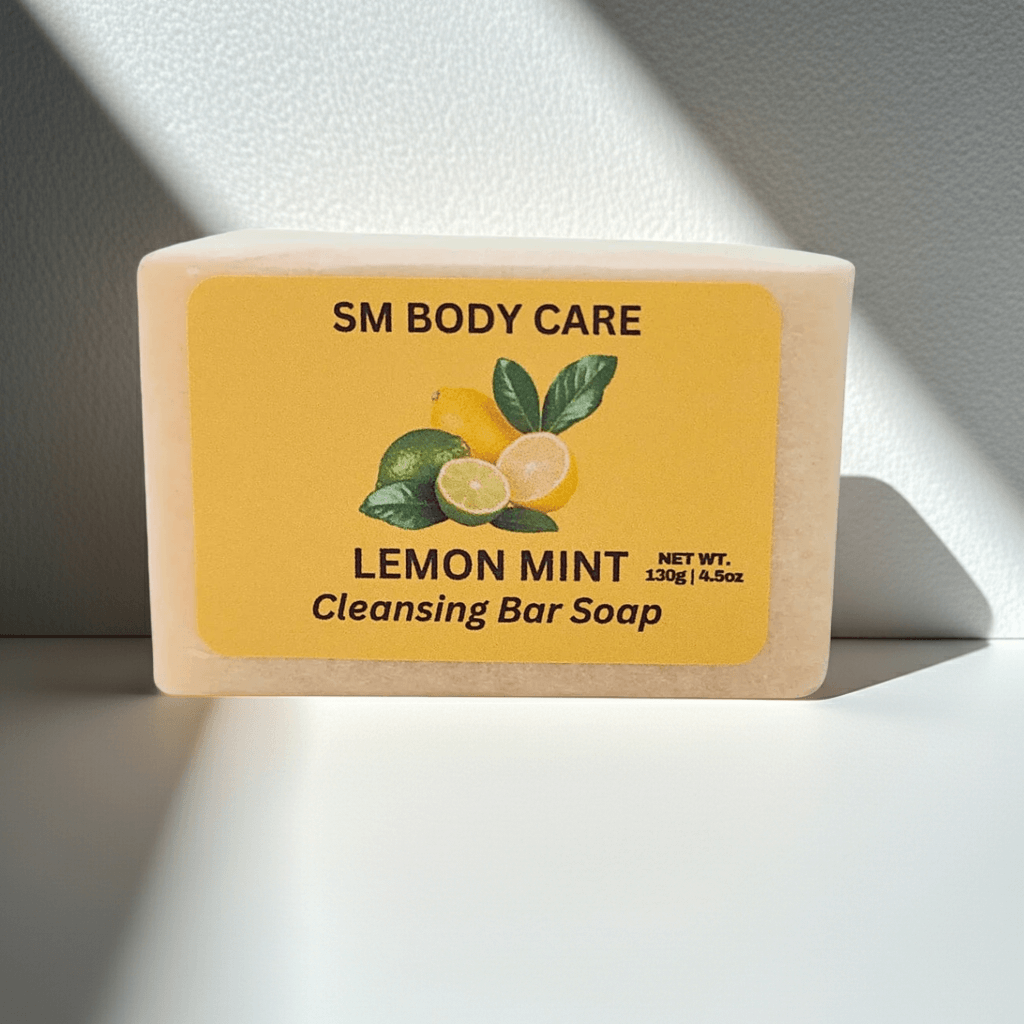 SM BODY CARE
LEMON MINT
NET WT.
130g | 4.5oz
Cleansing Bar Soap